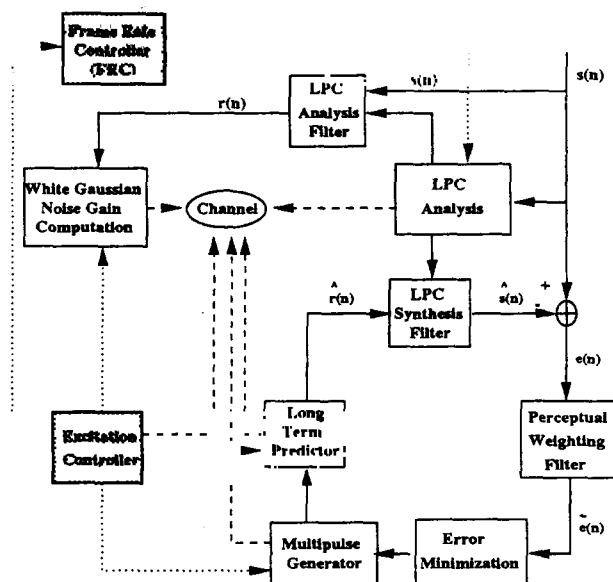 Frame Rate
Controller
(FRC)
r(n)
LPC
Analysis
Filter
s(n)
s(n)
White Gaussian
Noise Gain
Computation
Channel
LPC
Analysis
^
r(n)
LPC
Synthesis
Filter
^
s(n)
+
-
e(n)
Long
Term
Predictor
Excitation
Controller
Perceptual
Weighting
Filter
~
e(n)
Multipulse
Generator
Error
Minimization